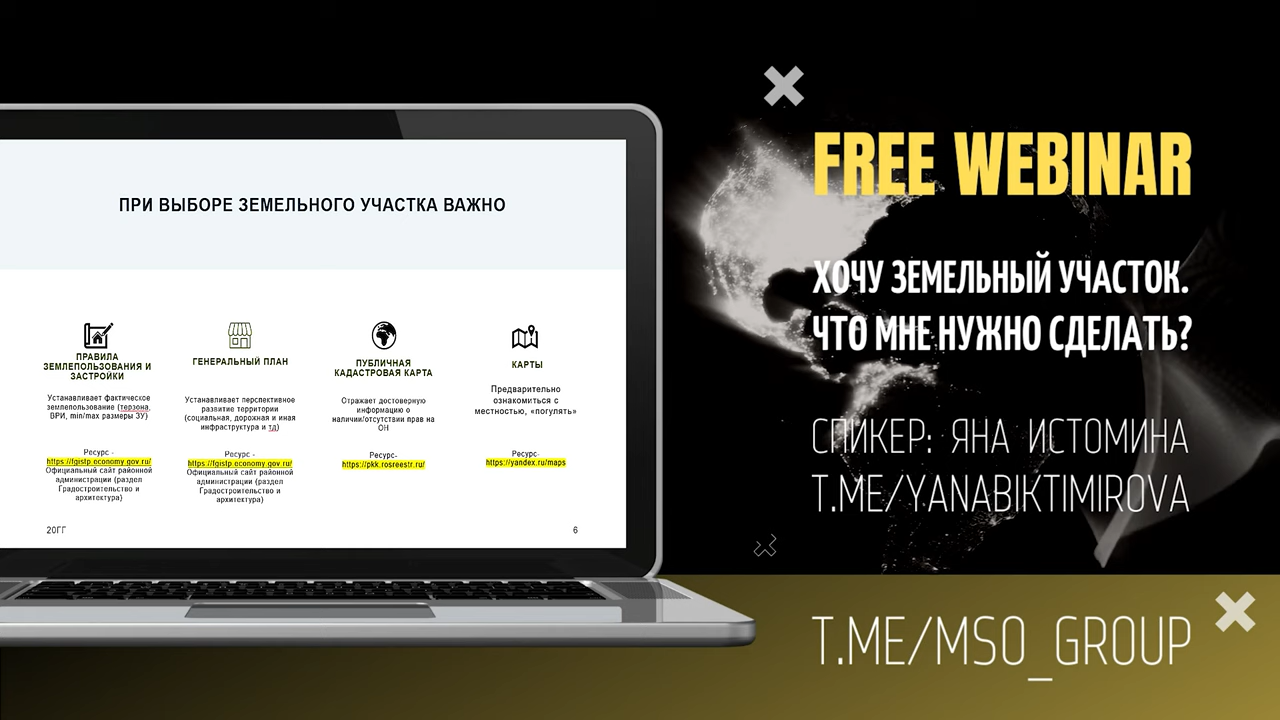 ПРИ ВЫБОРЕ ЗЕМЕЛЬНОГО УЧАСТКА ВАЖНО
ПРАВИЛА
ЗЕМЛЕПОЛЬЗОВАНИЯ И
ЗАСТРОЙКИ
Устанавливает фактическое
землепользование (терзона,
ВРИ, min/max размеры ЗУ)
Ресурс -
https://fgistp.economy.gov.ru/
Официальный сайт районной
администрации (раздел
Градостроительство и
архитектура)
ГЕНЕРАЛЬНЫЙ ПЛАН
Устанавливает перспективное
развитие территории
(социальная, дорожная и иная
инфраструктура и тд)
Ресурс -
https://fgistp.economy.gov.ru/
Официальный сайт районной
администрации (раздел
Градостроительство и
архитектура)
ПУБЛИЧНАЯ
КАДАСТРОВАЯ КАРТА
Отражает достоверную
информацию о
наличии/отсутствии прав на
ОН
Ресурс-
https://pkk.rosreestr.ru/
КАРТЫ
Предварительно
ознакомиться с
местностью, «погулять»
Ресурс-
https://yandex.ru/maps
20ГГ
6
FREE WEBINAR
ХОЧУ ЗЕМЕЛЬНЫЙ УЧАСТОК.
ЧТО МНЕ НУЖНО СДЕЛАТЬ?
СПИКЕР: ЯНА ИСТОМИНА
T.ME/YANABIKTIMIROVA
T.ME/MSO_GROUP